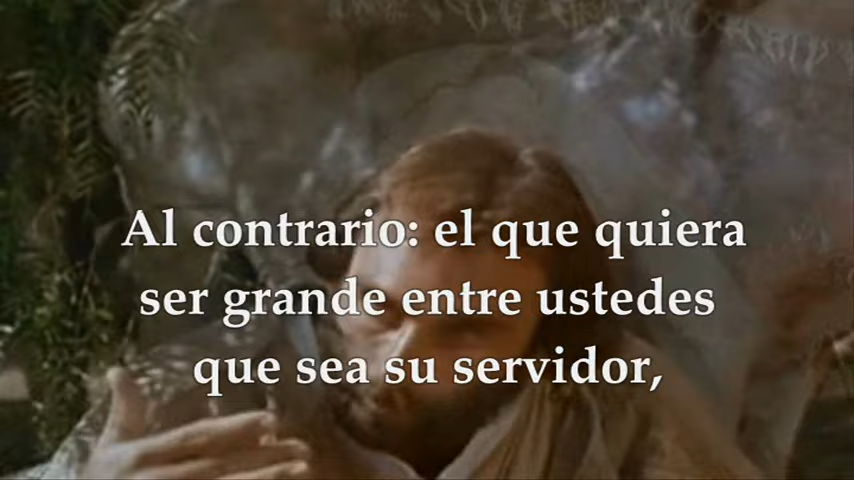 Al contrario: el que quiera
ser grande entre ustedes
que sea su servidor,